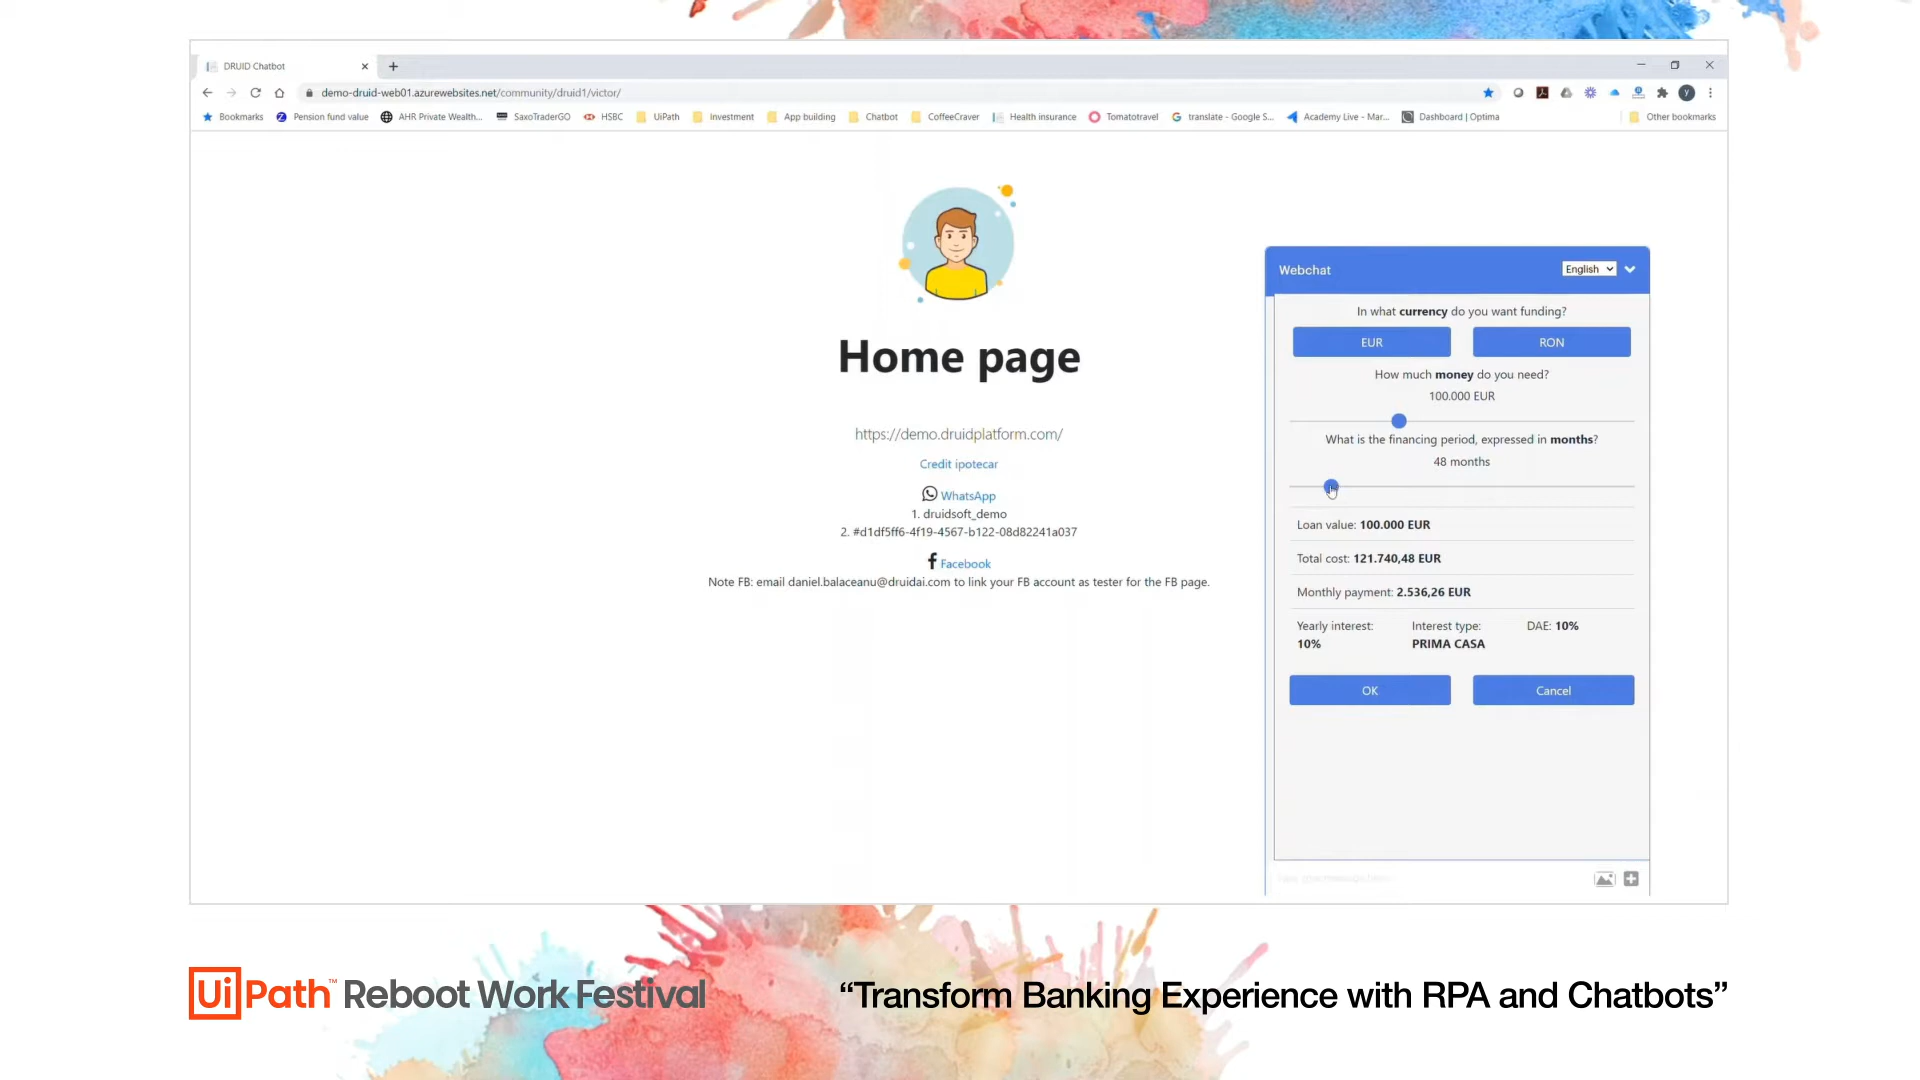 DRUID Chatbot
demo-druid-web01.azurewebsites.net/community/druid1/victor/
Bookmarks Pension fund value AHR Private Wealth... SaxoTraderGO HSBC UiPath Investment App building Chatbot CoffeeCraver Health insurance Tomatotravel translate - Google S... Academy Live - Mar... Dashboard | Optima Other bookmarks
Home page
https://demo.druidplatform.com/
Credit ipotecar
WhatsApp
1. druidsoft_demo
2. #d1df5ff6-4f19-4567-b122-08d82241a037
Facebook
Note FB: email daniel.balaceanu@druidai.com to link your FB account as tester for the FB page.
Webchat English
In what currency do you want funding?
EUR RON
How much money do you need?
100.000 EUR
What is the financing period, expressed in months?
48 months
Loan value: 100.000 EUR
Total cost: 121.740,48 EUR
Monthly payment: 2.536,26 EUR
Yearly interest: Interest type: DAE: 10%
10% PRIMA CASA
OK Cancel
UiPath™ Reboot Work Festival
“Transform Banking Experience with RPA and Chatbots”